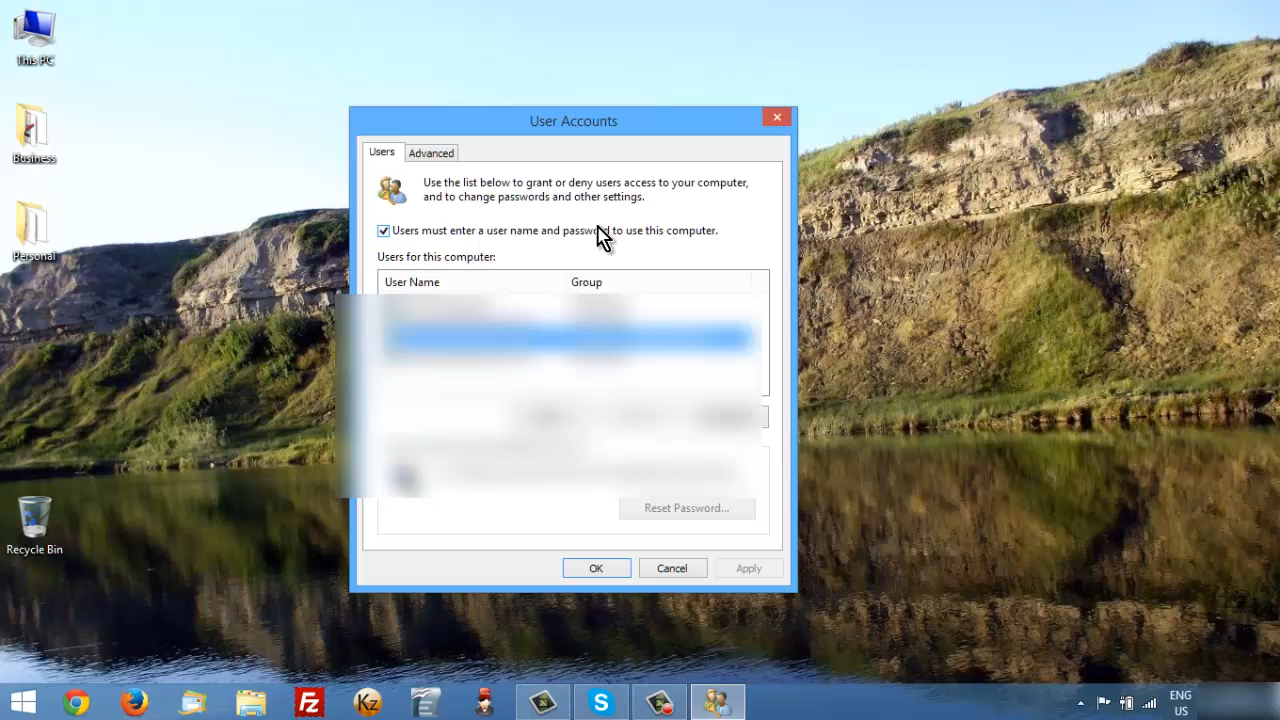 This PC
Business
Personal
Recycle Bin
User Accounts
Users
Advanced
Use the list below to grant or deny users access to your computer,
and to change passwords and other settings.
Users must enter a user name and password to use this computer.
Users for this computer:
User Name
Group
Reset Password...
OK
Cancel
Apply
Fz
Kz
S
ENG
US